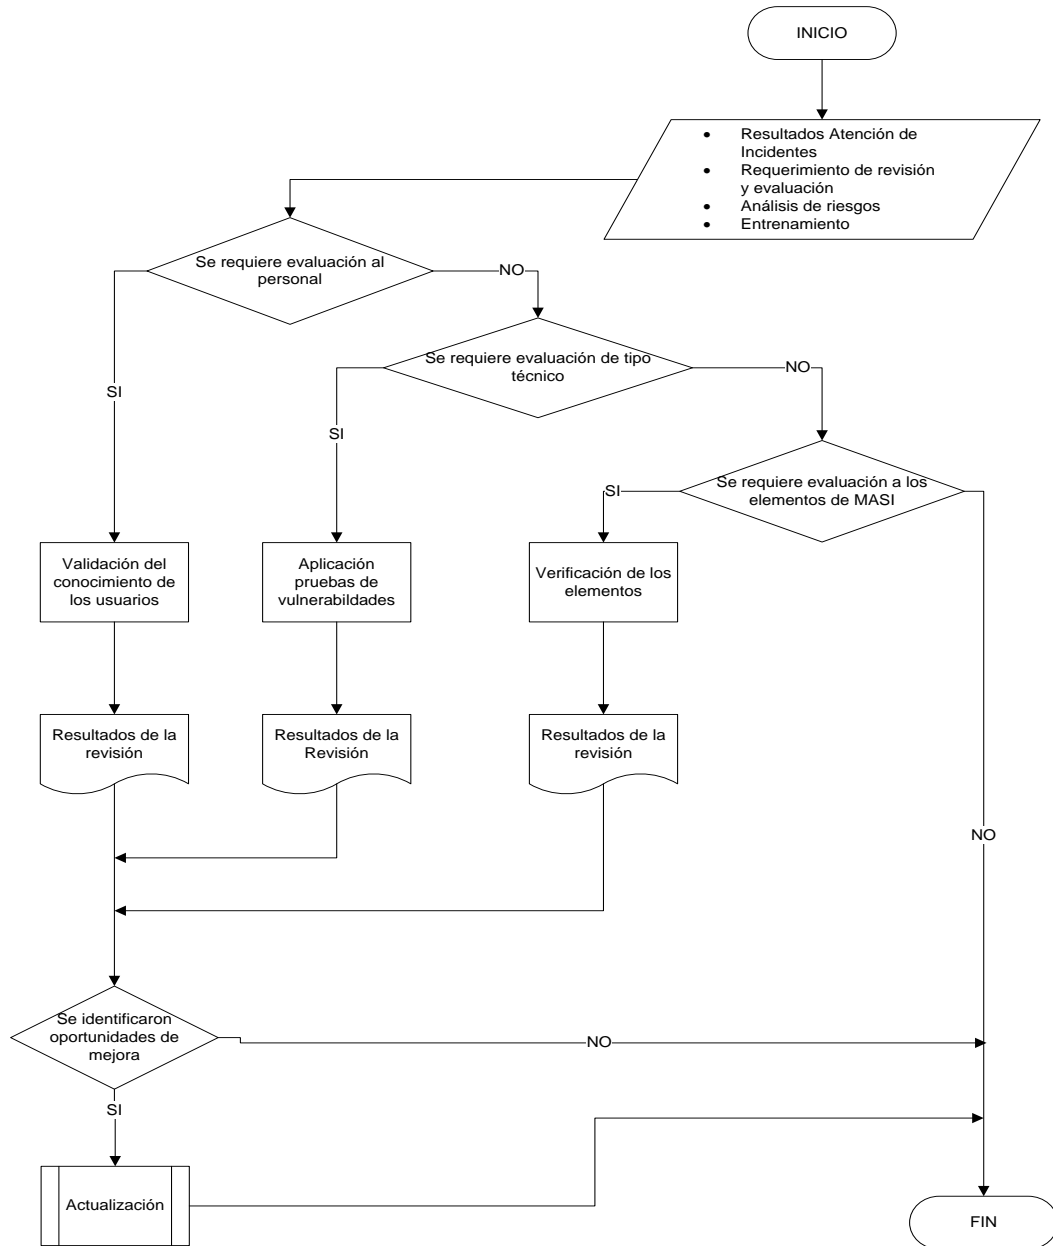 INICIO
• Resultados Atención de
Incidentes
• Requerimiento de revisión
y evaluación
• Análisis de riesgos
• Entrenamiento
Se requiere evaluación al
personal
NO
Se requiere evaluación de tipo
técnico
NO
SI
SI
Se requiere evaluación a los
elementos de MASI
SI
Validación del
conocimiento de
los usuarios
Aplicación
pruebas de
vulnerabildades
Verificación de los
elementos
Resultados de la
revisión
Resultados de la
Revisión
Resultados de la
revisión
NO
Se identificaron
oportunidades de
mejora
NO
SI
Actualización
FIN